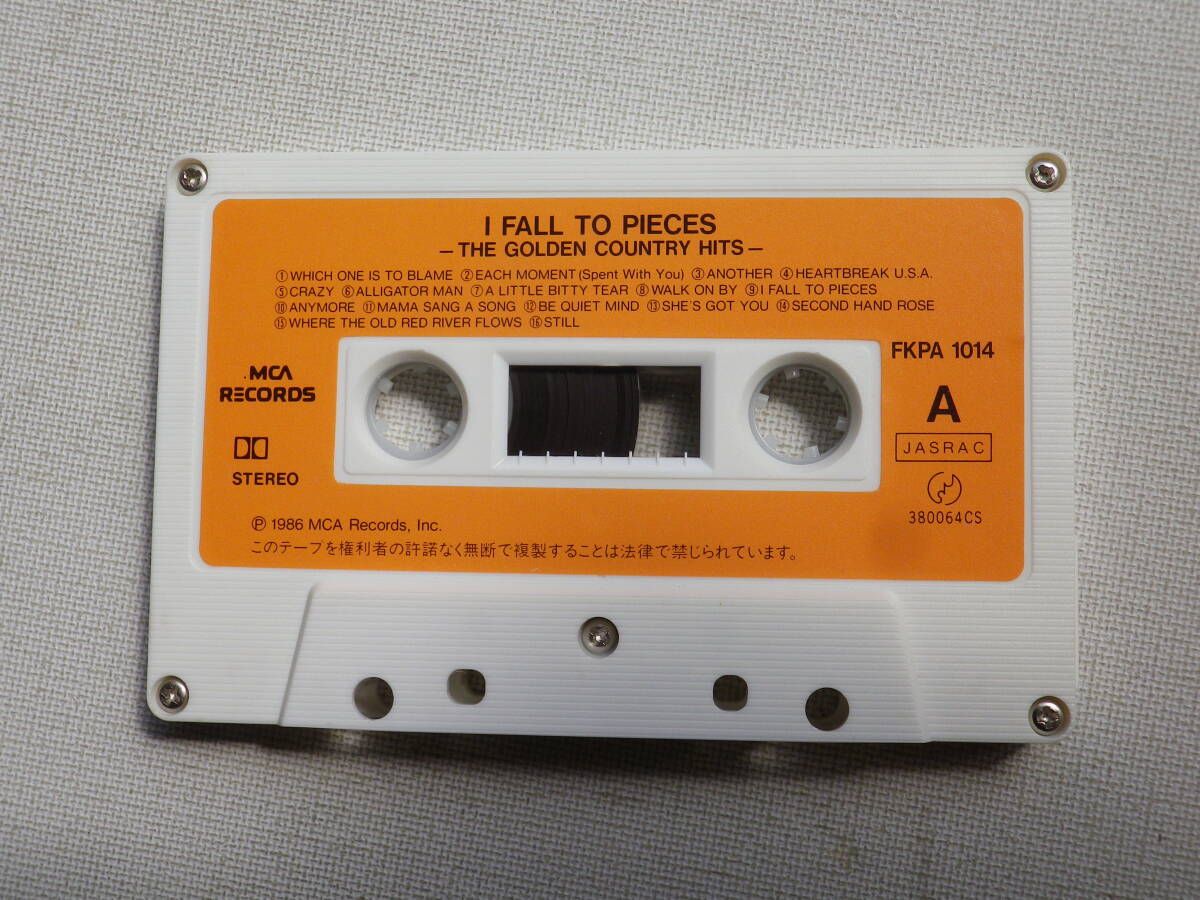 I FALL TO PIECES
– THE GOLDEN COUNTRY HITS –
①WHICH ONE IS TO BLAME ②EACH MOMENT (Spent With You) ③ANOTHER ④HEARTBREAK U.S.A.
⑤CRAZY ⑥ALLIGATOR MAN ⑦A LITTLE BITTY TEAR ⑧WALK ON BY ⑨I FALL TO PIECES
⑩ANYMORE ⑪MAMA SANG A SONG ⑫BE QUIET MIND ⑬SHE'S GOT YOU ⑭SECOND HAND ROSE
⑮WHERE THE OLD RED RIVER FLOWS ⑯STILL
FKPA 1014
MCA
RECORDS
A
JASRAC
STEREO
380064CS
Ⓟ 1986 MCA Records, Inc.
このテープを権利者の許諾なく無断で複製することは法律で禁じられています。